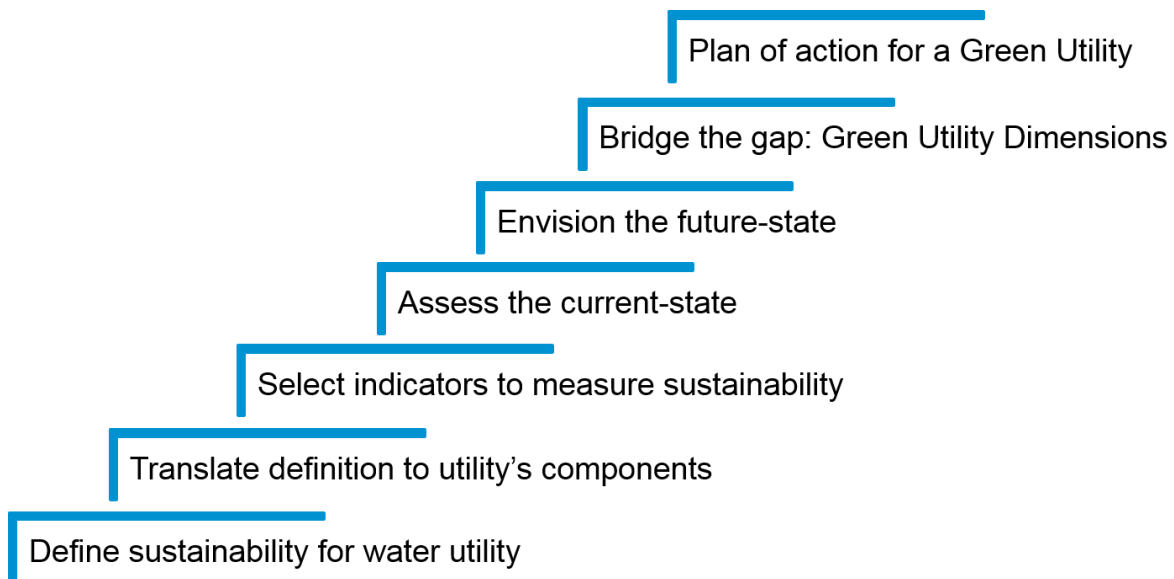 Plan of action for a Green Utility
Bridge the gap: Green Utility Dimensions
Envision the future-state
Assess the current-state
Select indicators to measure sustainability
Translate definition to utility’s components
Define sustainability for water utility